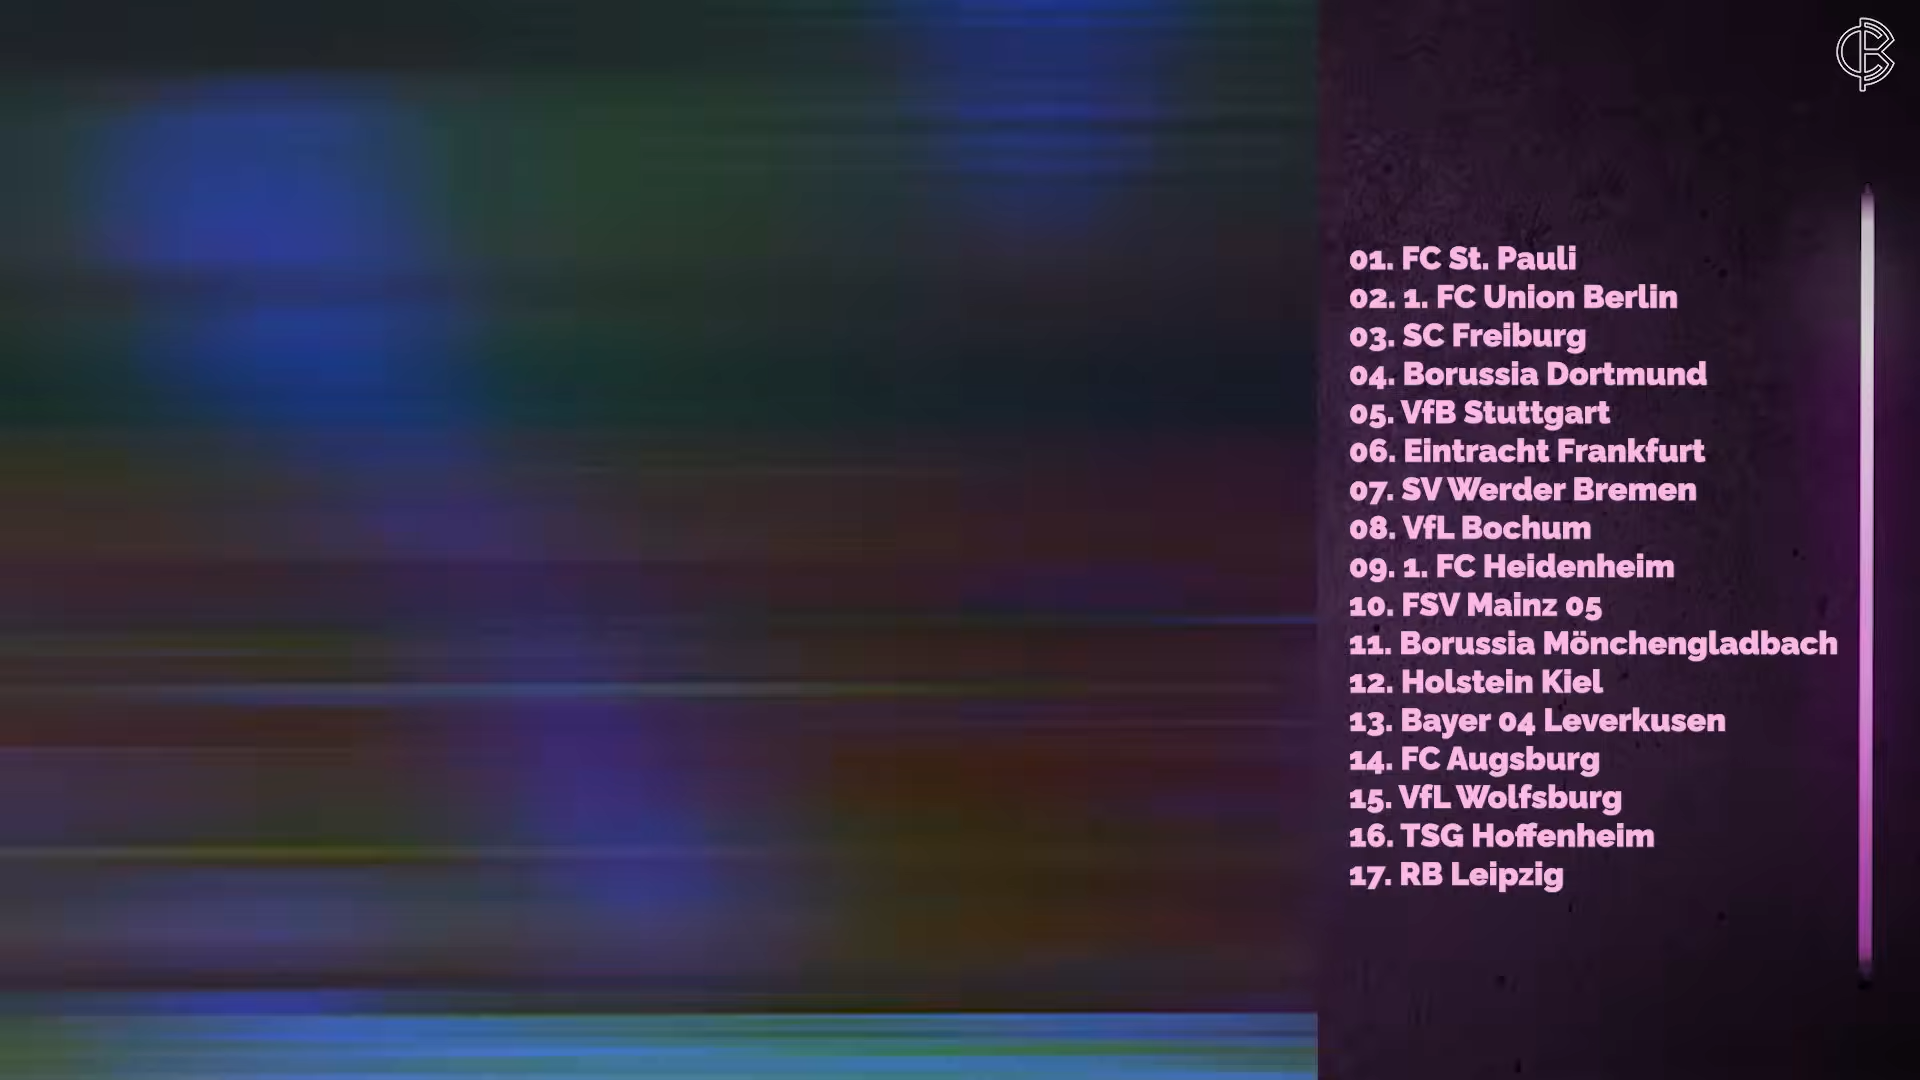 01. FC St. Pauli
02. 1. FC Union Berlin
03. SC Freiburg
04. Borussia Dortmund
05. VfB Stuttgart
06. Eintracht Frankfurt
07. SV Werder Bremen
08. VfL Bochum
09. 1. FC Heidenheim
10. FSV Mainz 05
11. Borussia Mönchengladbach
12. Holstein Kiel
13. Bayer 04 Leverkusen
14. FC Augsburg
15. VfL Wolfsburg
16. TSG Hoffenheim
17. RB Leipzig